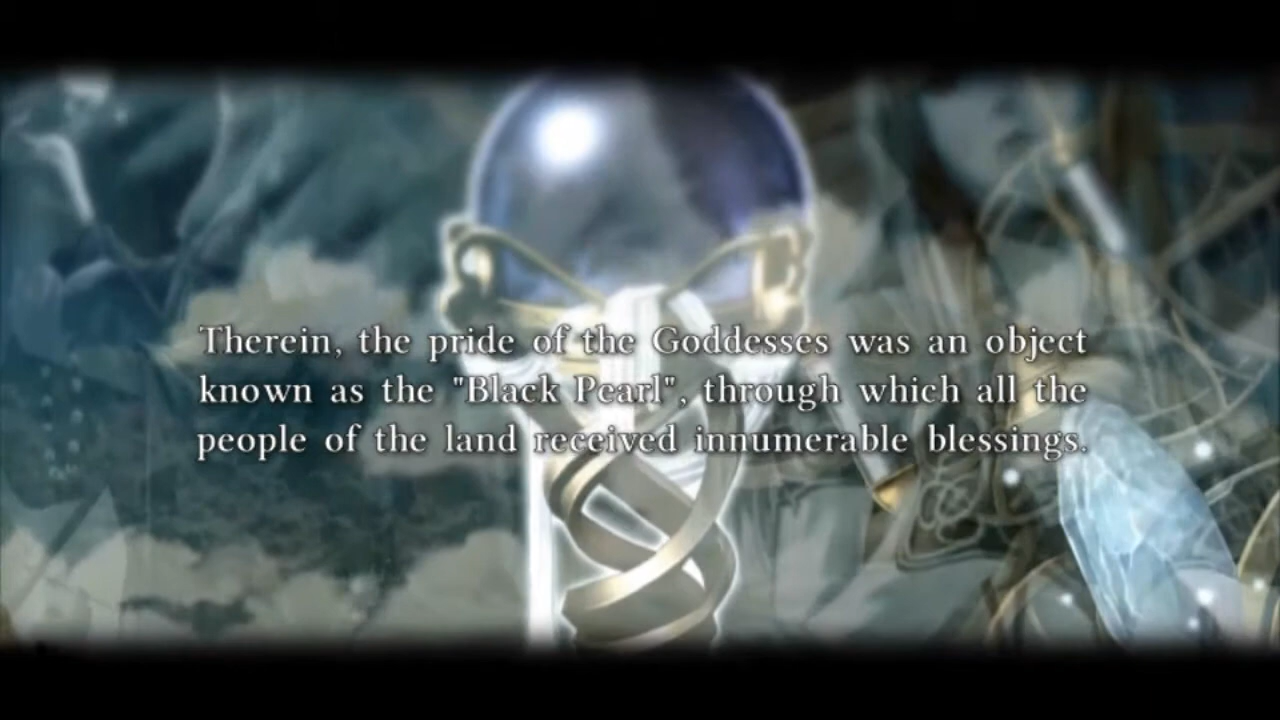 Therein, the pride of the Goddesses was an object
known as the "Black Pearl", through which all the
people of the land received innumerable blessings.